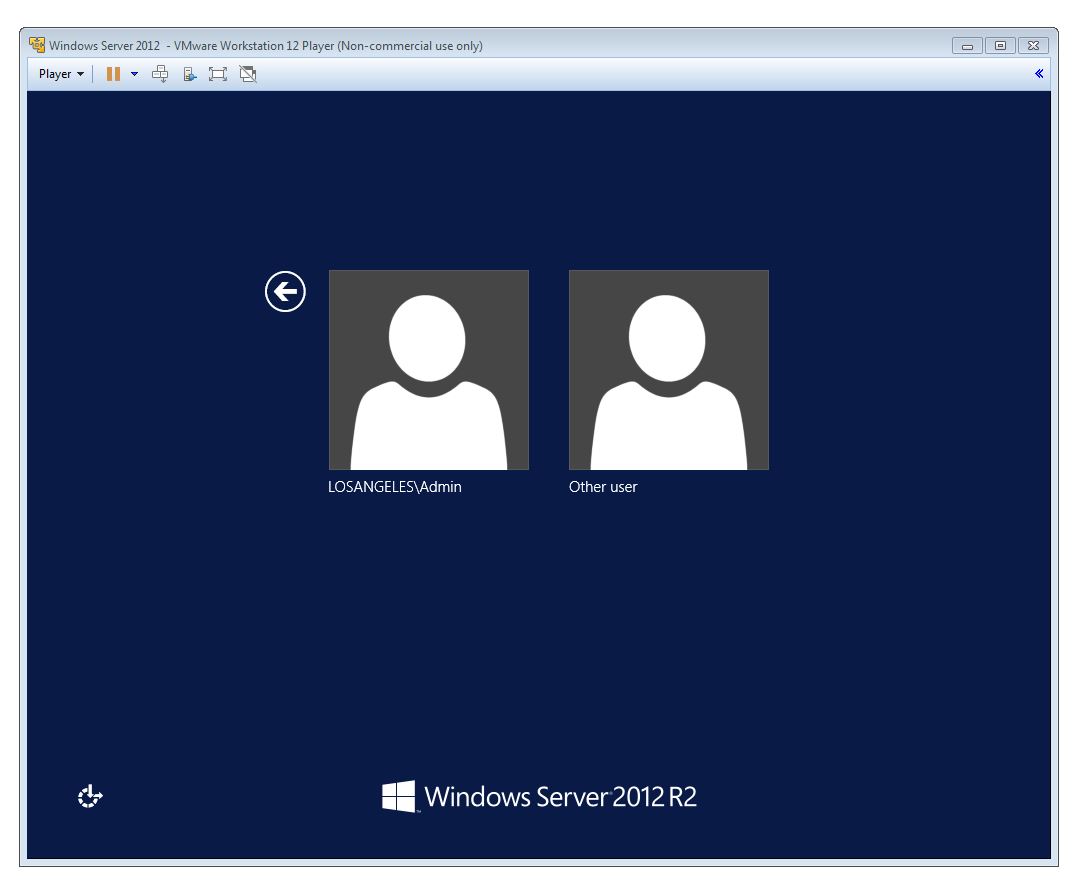 Windows Server 2012 - VMware Workstation 12 Player (Non-commercial use only)
Player
LOSANGELES\Admin
Other user
Windows Server 2012 R2